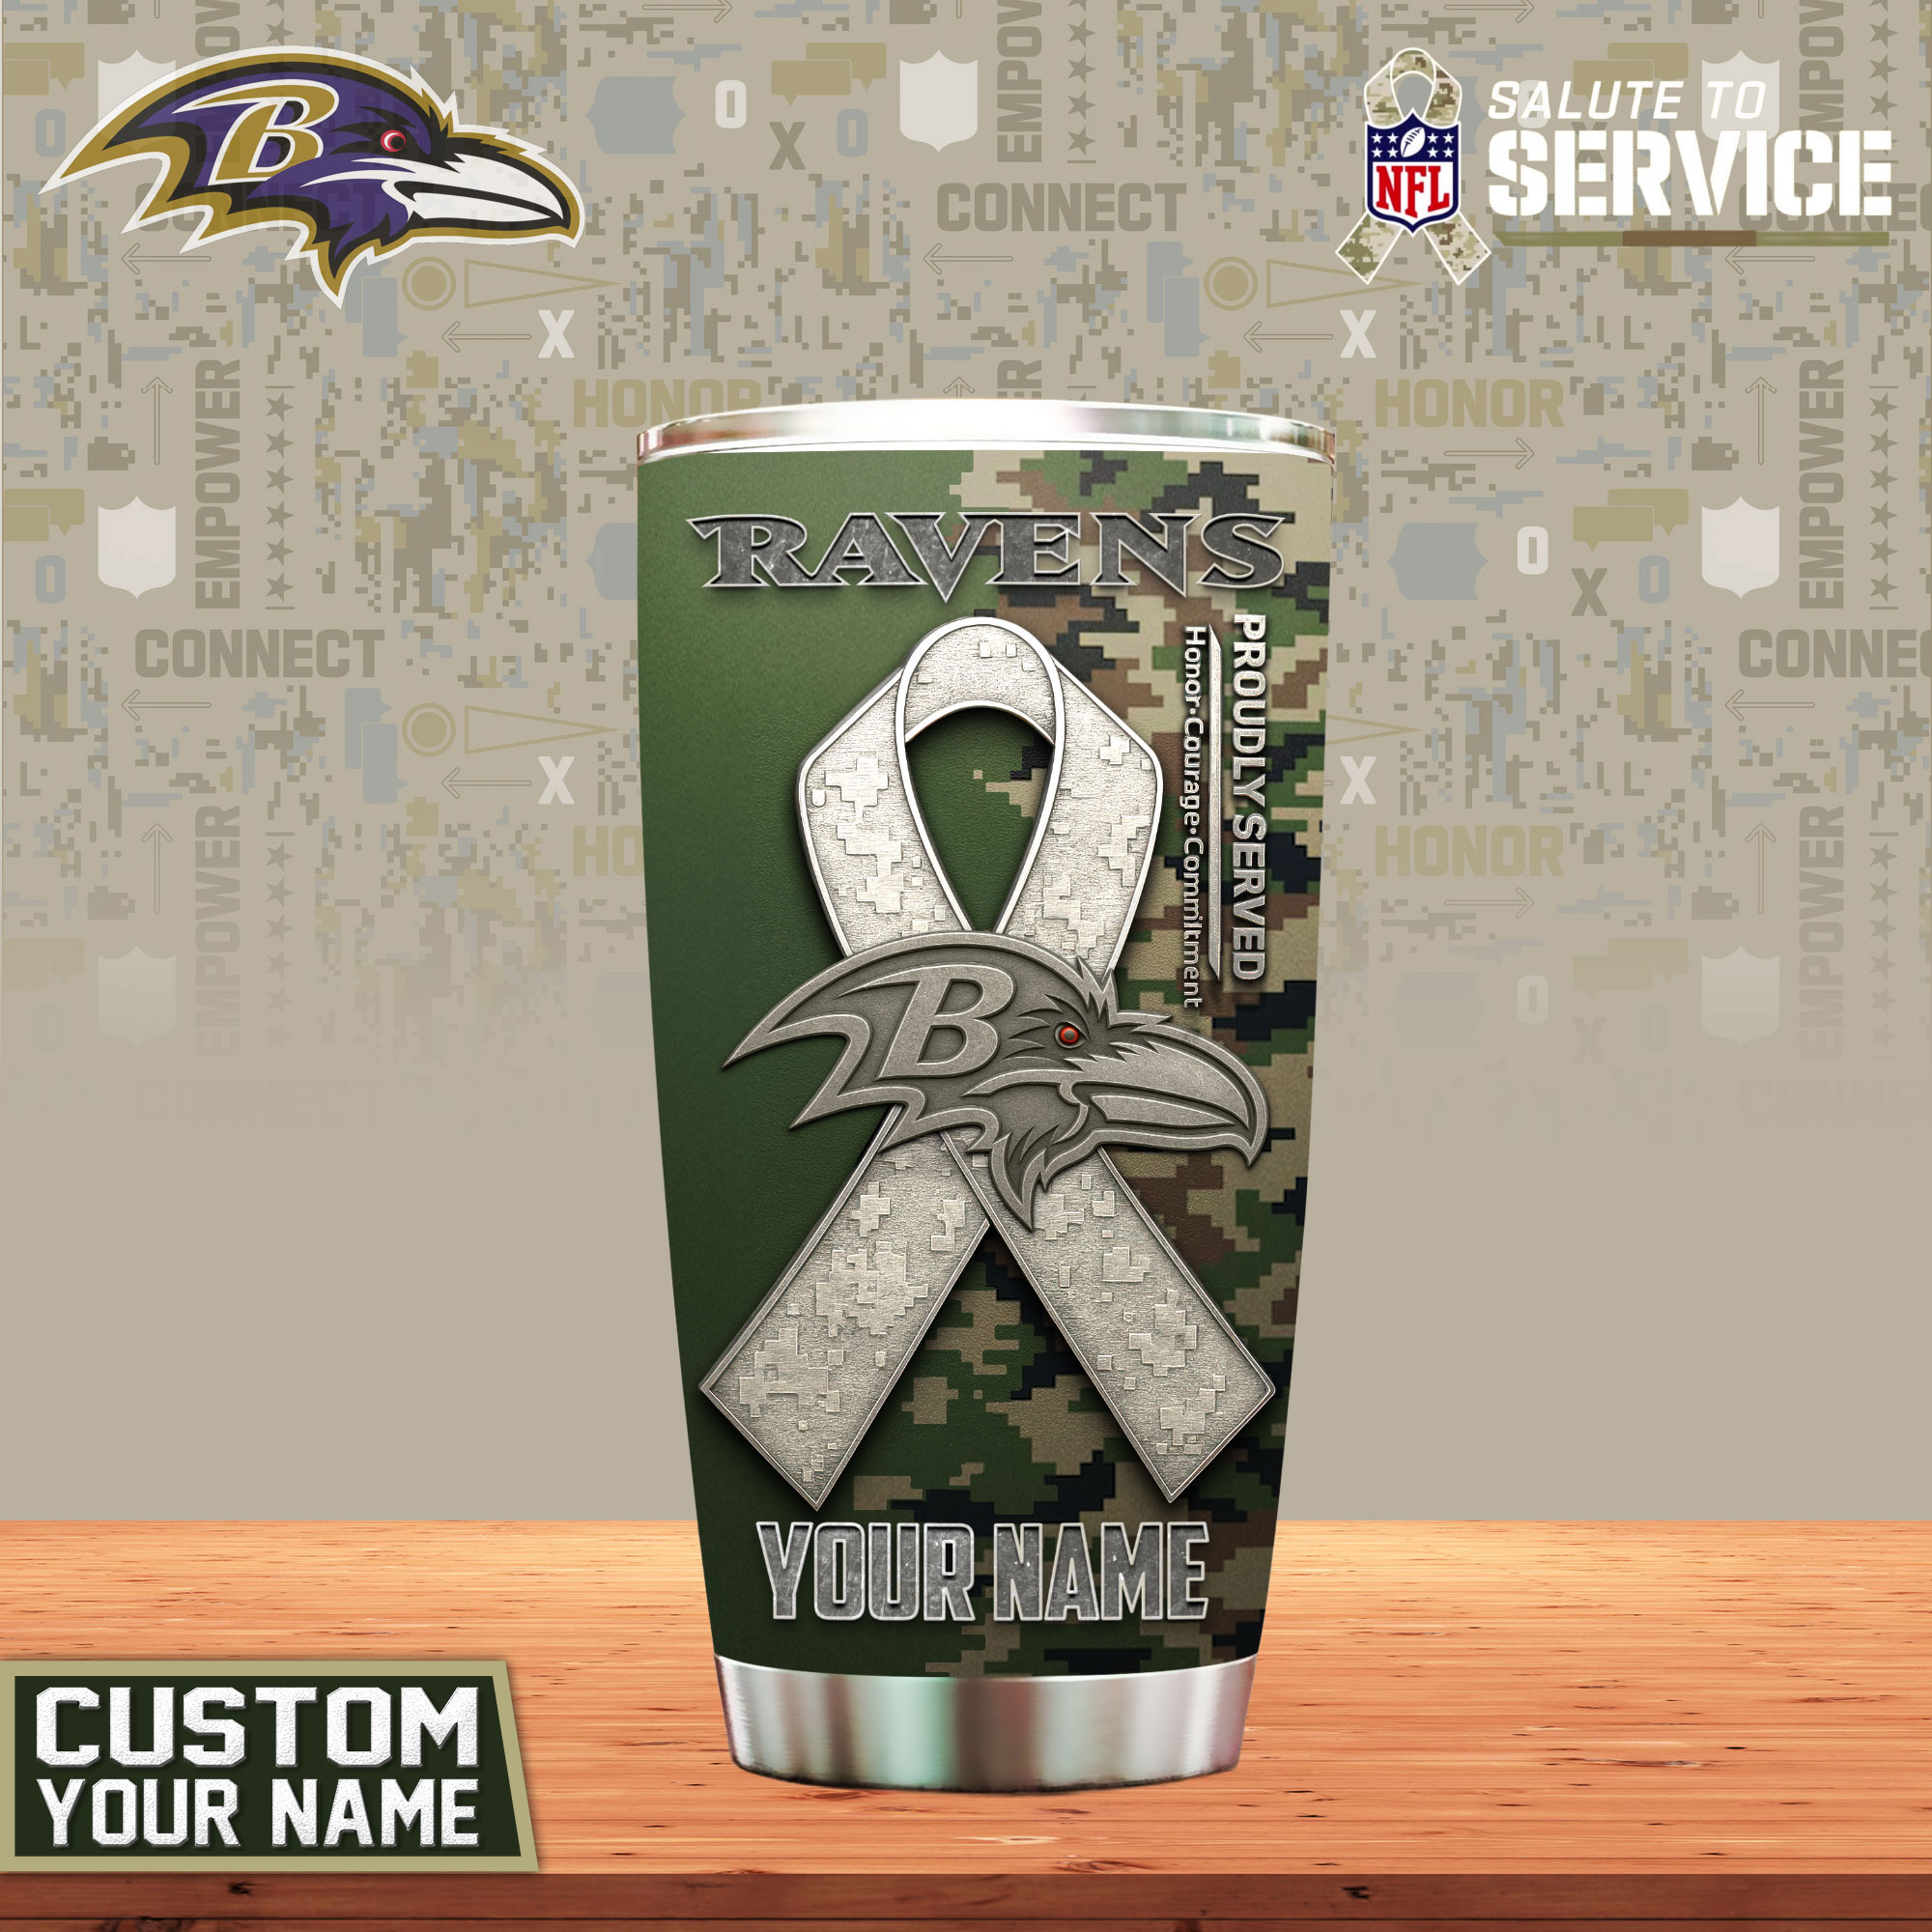 B
SALUTE TO
SERVICE
NFL
EMPOWER
CONNECT
HONOR
X
O
RAVENS
PROUDLY SERVED
Honor•Courage•Commitment
B
YOUR NAME
CUSTOM
YOUR NAME